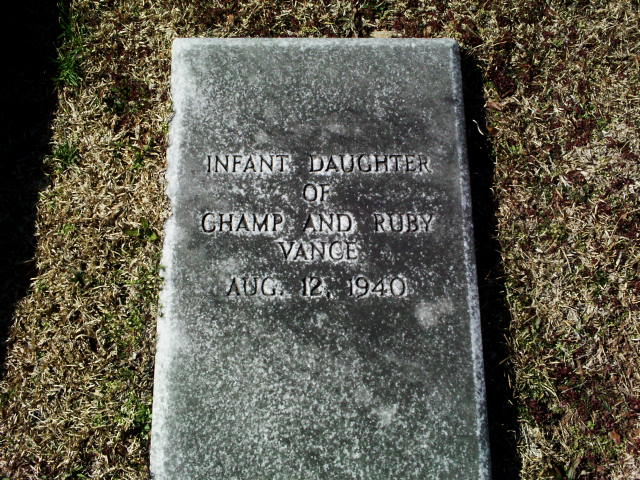 INFANT DAUGHTER
OF
CHAMP AND RUBY
VANCE
AUG. 12, 1940